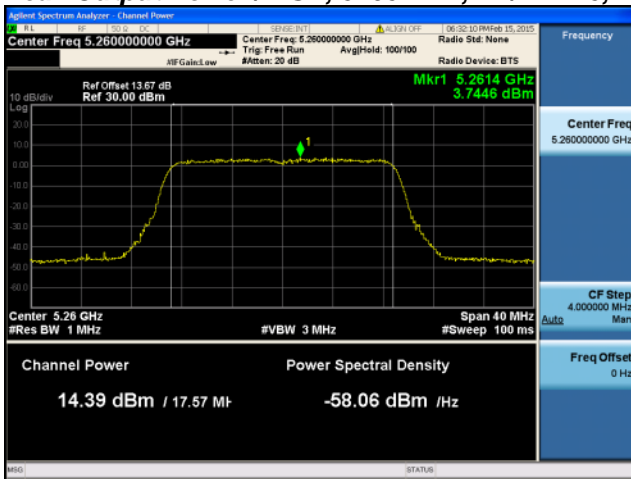 Agilent Spectrum Analyzer - Channel Power
RL RF 50 Ω DC SENSE:INT ALIGN OFF 06:32:10 PM Feb 15, 2015
Center Freq 5.260000000 GHz
Center Freq: 5.260000000 GHz
Radio Std: None
Trig: Free Run Avg|Hold: 100/100
#IFGain:Low #Atten: 20 dB Radio Device: BTS
Frequency
Mkr1 5.2614 GHz
3.7446 dBm
Ref Offset 13.67 dB
10 dB/div Ref 30.00 dBm
Log
20.0
10.0
0.00
-10.0
-20.0
-30.0
-40.0
-50.0
-60.0
1
Center 5.26 GHz Span 40 MHz
#Res BW 1 MHz #VBW 3 MHz #Sweep 100 ms
Center Freq
5.260000000 GHz
CF Step
4.000000 MHz
Auto Man
Freq Offset
0 Hz
Channel Power Power Spectral Density
14.39 dBm / 17.57 MH -58.06 dBm /Hz
MSG STATUS